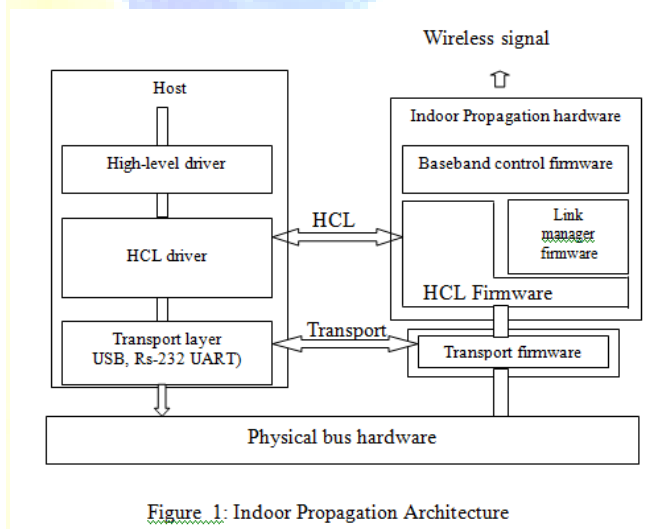 Wireless signal
Host
Indoor Propagation hardware
High-level driver
Baseband control firmware
HCL
Link
manager
firmware
HCL driver
HCL Firmware
Transport layer
USB, Rs-232 UART)
Transport
Transport firmware
Physical bus hardware
Figure 1: Indoor Propagation Architecture